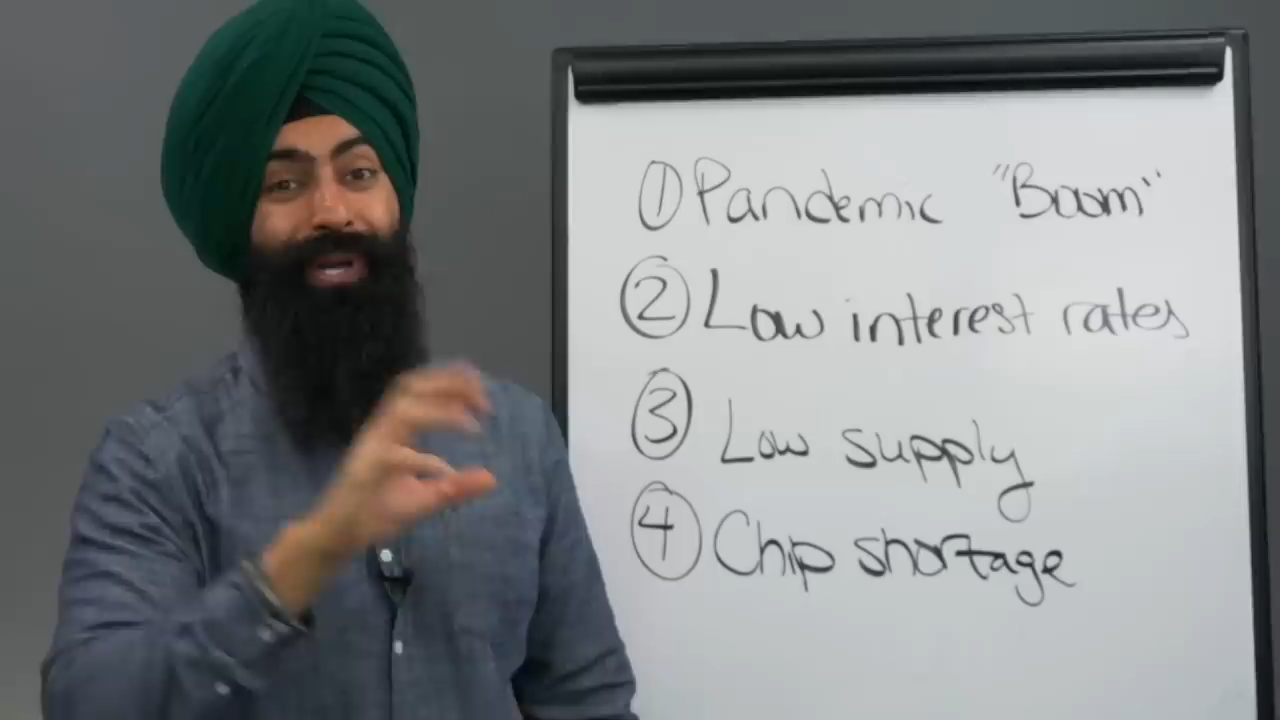 ① Pandemic "Boom"
② Low interest rates
③ Low supply
④ Chip shortage